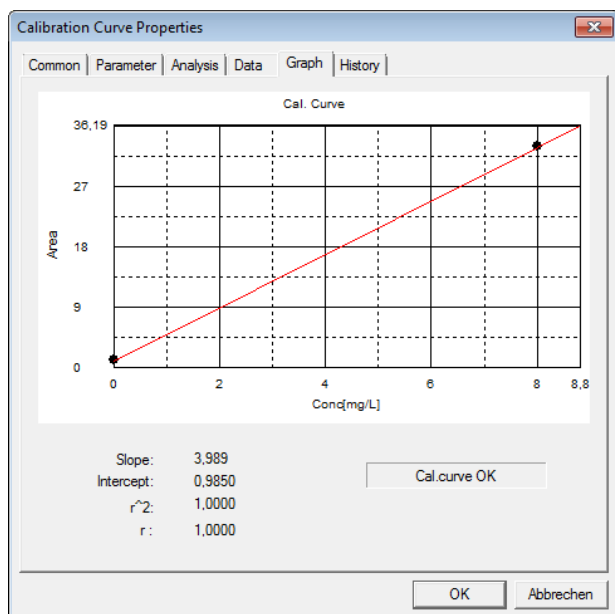 Calibration Curve Properties
Common Parameter Analysis Data Graph History
Cal. Curve
36,19
27
18
9
0
Area
0 2 4 6 8 8,8
Conc[mg/L]
Slope: 3,989
Intercept: 0,9850
r^2: 1,0000
r : 1,0000
Cal.curve OK
OK Abbrechen